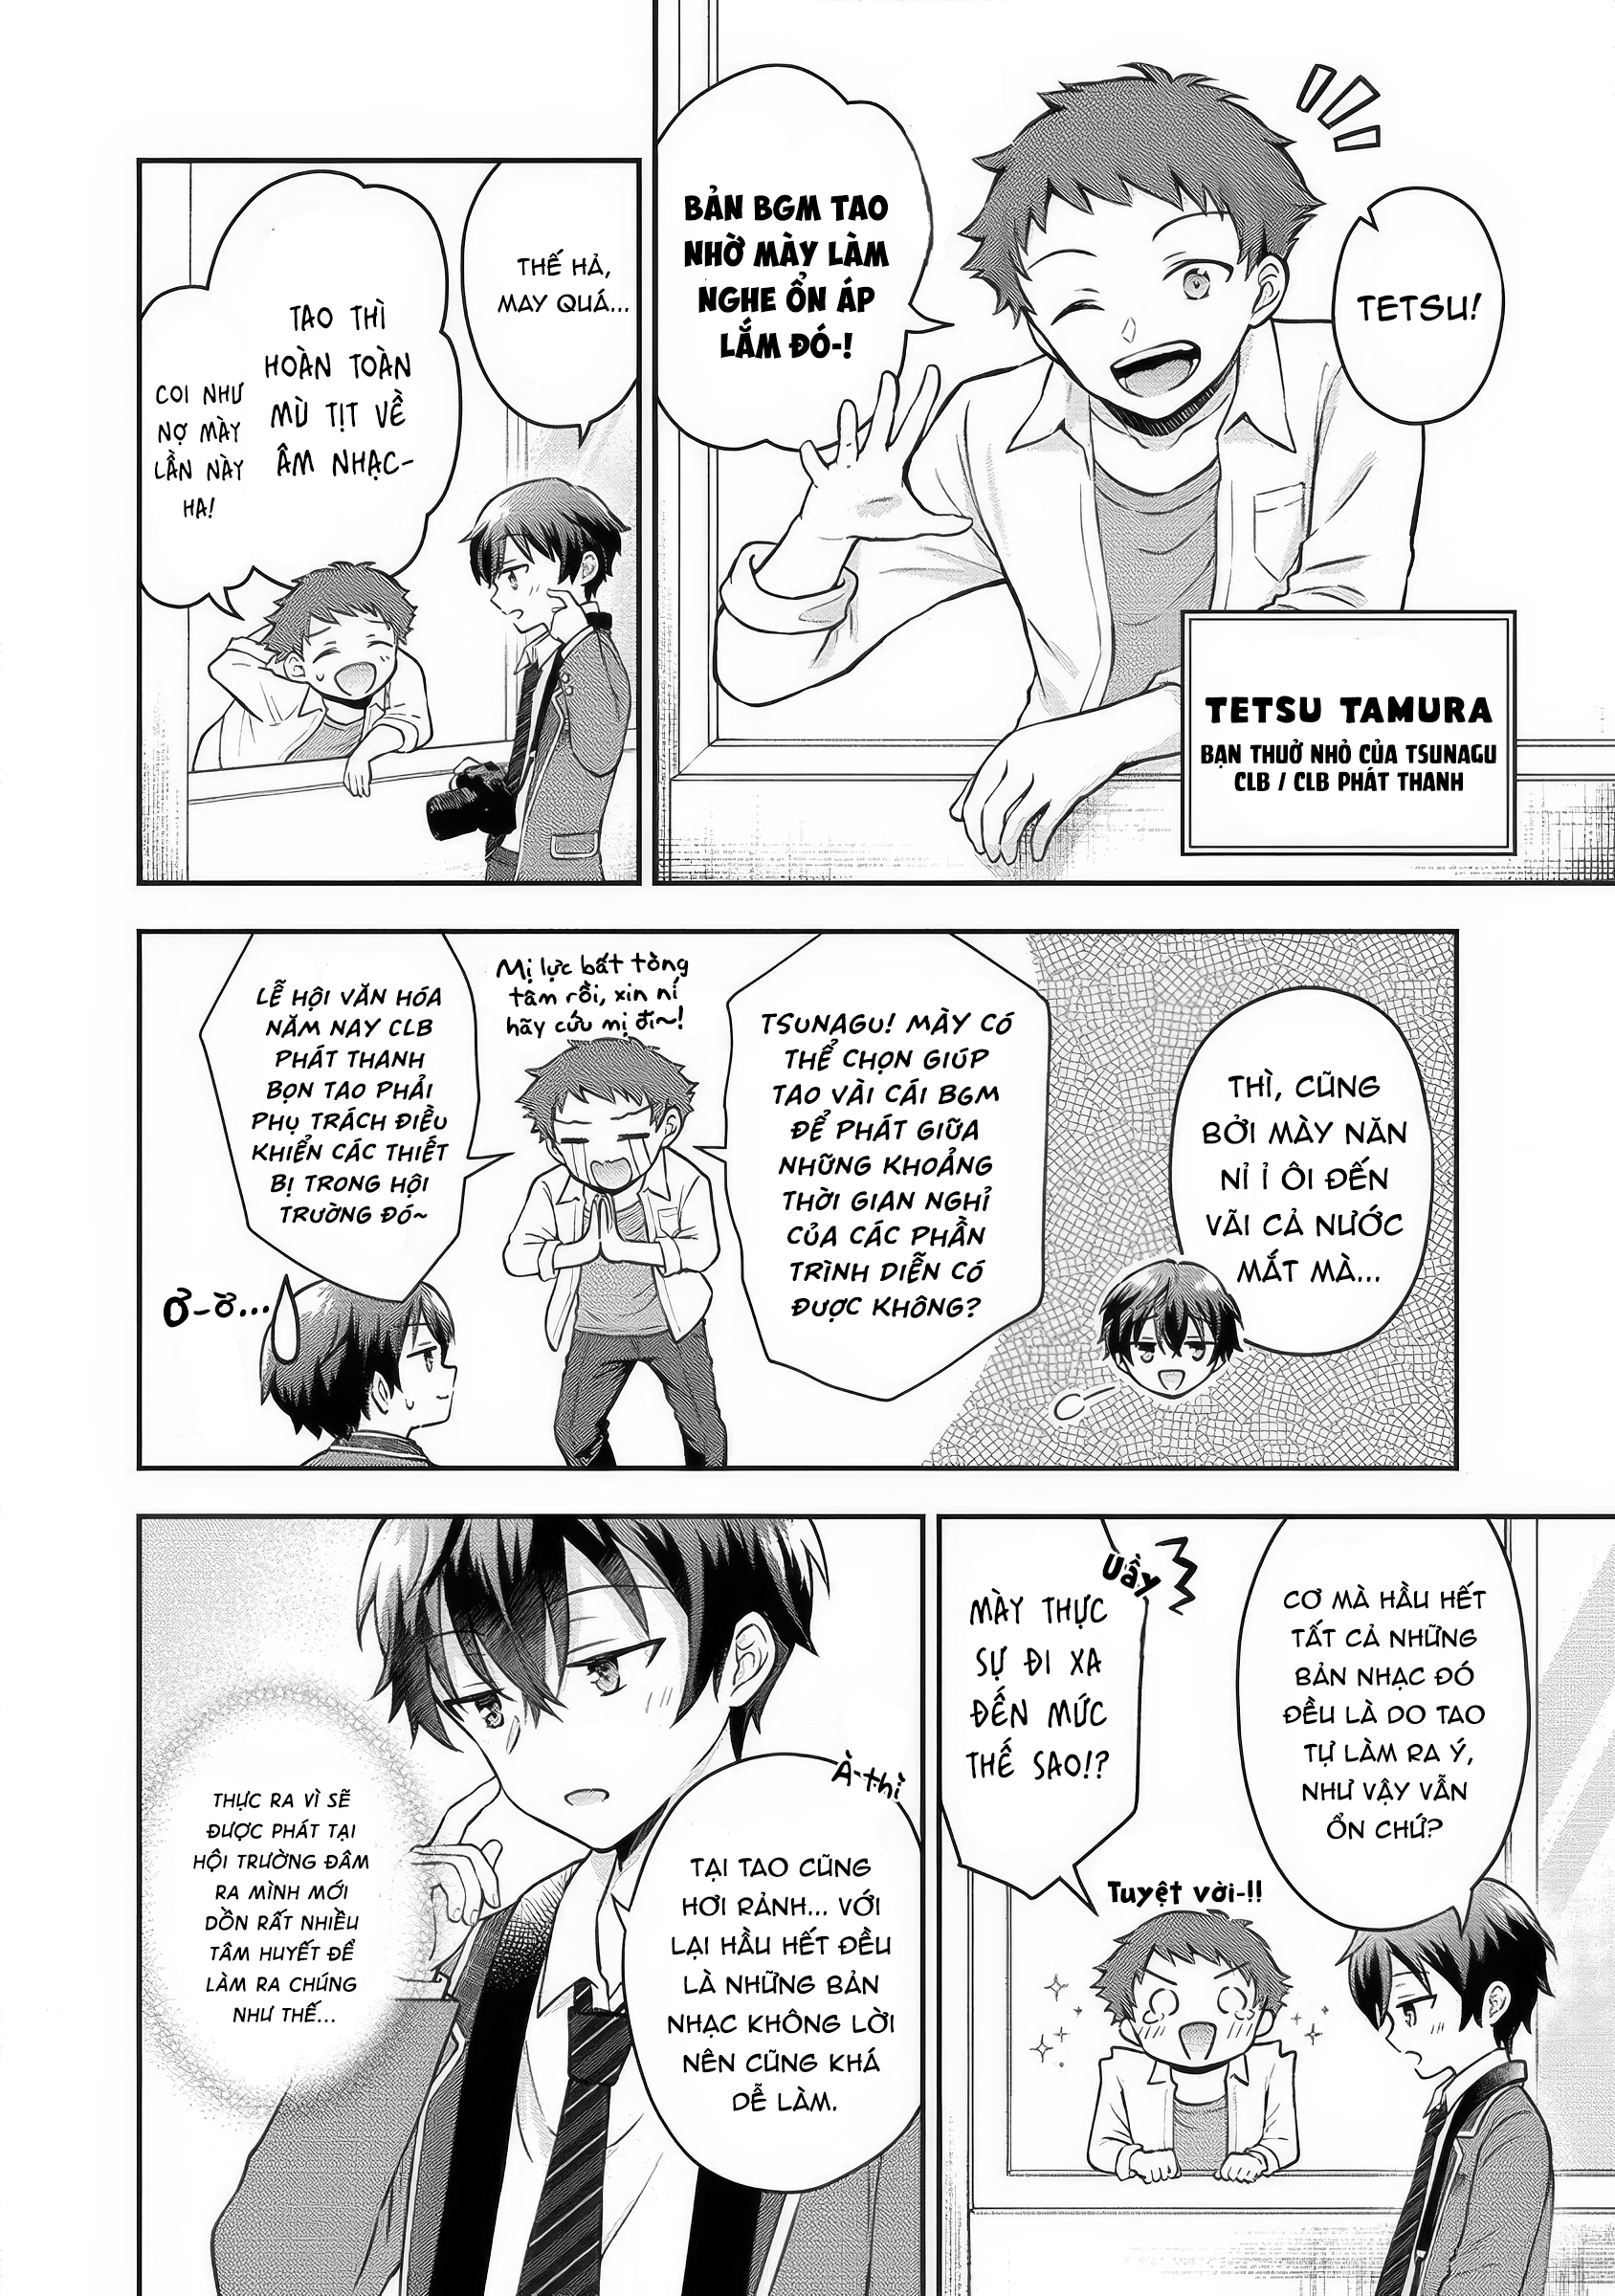 TETSU!
BẢN BGM TAO
NHỜ MÀY LÀM
NGHE ỔN ÁP
LẮM ĐÓ-!
TETSU TAMURA
BẠN THUỞ NHỎ CỦA TSUNAGU
CLB / CLB PHÁT THANH
THẾ HẢ,
MAY QUÁ...
TAO THÌ
HOÀN TOÀN
MÙ TỊT VỀ
ÂM NHẠC-
COI NHƯ
NỢ MÀY
LẦN NÀY
HA!
THÌ, CŨNG
BỞI MÀY NĂN
NỈ Ỉ ÔI ĐẾN
VÃI CẢ NƯỚC
MẮT MÀ...
TSUNAGU! MÀY CÓ
THỂ CHỌN GIÚP
TAO VÀI CÁI BGM
ĐỂ PHÁT GIỮA
NHỮNG KHOẢNG
THỜI GIAN NGHỈ
CỦA CÁC PHẦN
TRÌNH DIỄN CÓ
ĐƯỢC KHÔNG?
Mị lực bất tòng
tâm rồi, xin ní
hãy cứu mị đi~!
LỄ HỘI VĂN HÓA
NĂM NAY CLB
PHÁT THANH
BỌN TAO PHẢI
PHỤ TRÁCH ĐIỀU
KHIỂN CÁC THIẾT
BỊ TRONG HỘI
TRƯỜNG ĐÓ~
Ở-ờ...
CƠ MÀ HẦU HẾT
TẤT CẢ NHỮNG
BẢN NHẠC ĐÓ
ĐỀU LÀ DO TAO
TỰ LÀM RA Ý,
NHƯ VẬY VẪN
ỔN CHỨ?
Uầy
MÀY THỰC
SỰ ĐI XA
ĐẾN MỨC
THẾ SAO!?
Tuyệt vời-!!
À-thì
TẠI TAO CŨNG
HƠI RẢNH... VỚI
LẠI HẦU HẾT ĐỀU
LÀ NHỮNG BẢN
NHẠC KHÔNG LỜI
NÊN CŨNG KHÁ
DỄ LÀM.
THỰC RA VÌ SẼ
ĐƯỢC PHÁT TẠI
HỘI TRƯỜNG ĐÂM
RA MÌNH MỚI
DỒN RẤT NHIỀU
TÂM HUYẾT ĐỂ
LÀM RA CHÚNG
NHƯ THẾ...